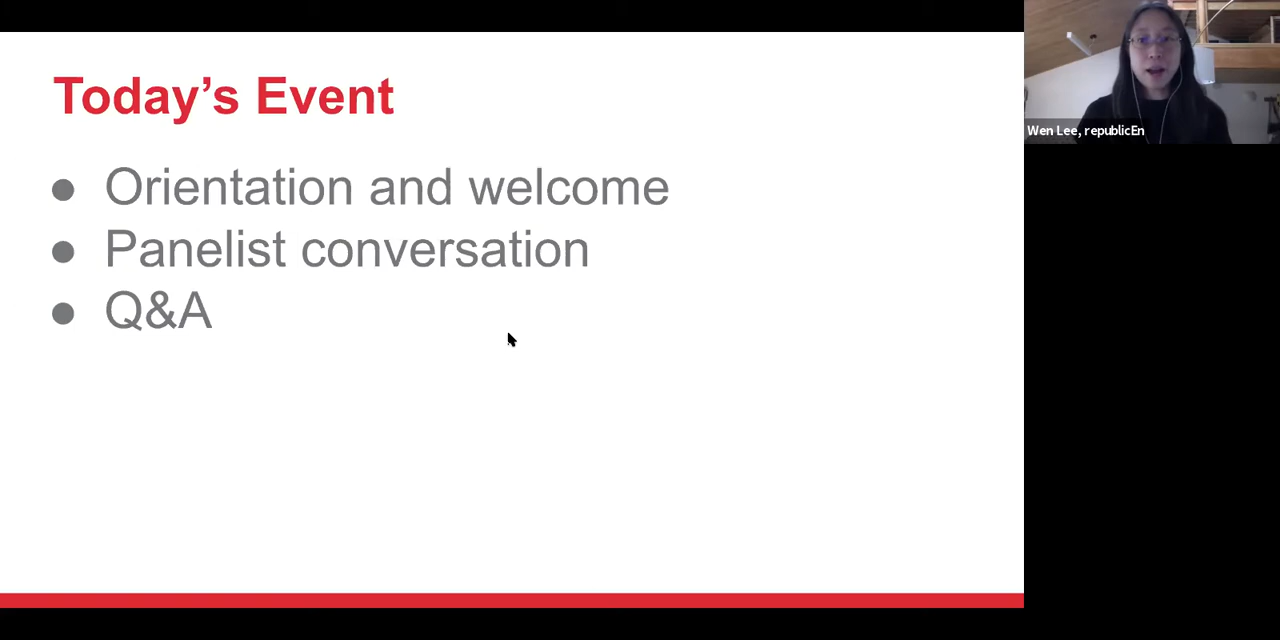 Today’s Event
● Orientation and welcome
● Panelist conversation
● Q&A
Wen Lee, republicEn